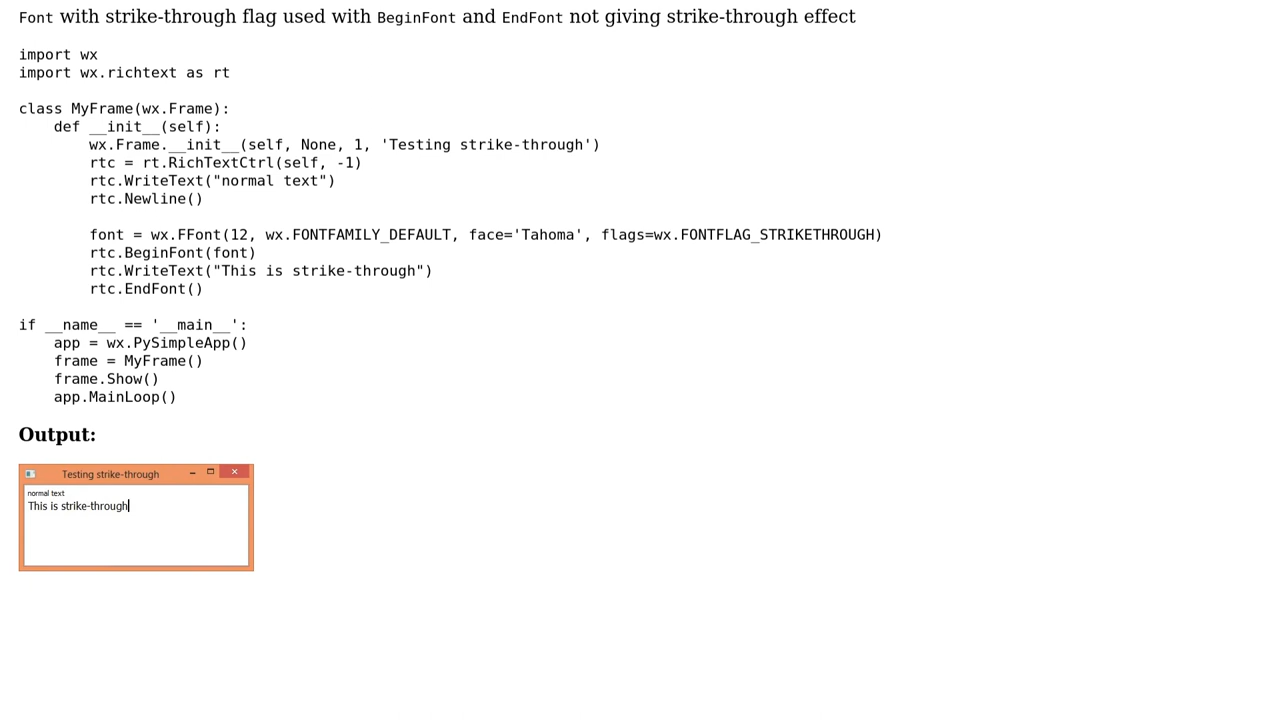 Font with strike-through flag used with BeginFont and EndFont not giving strike-through effect
import wx
import wx.richtext as rt
class MyFrame(wx.Frame):
    def __init__(self):
        wx.Frame.__init__(self, None, 1, 'Testing strike-through')
        rtc = rt.RichTextCtrl(self, -1)
        rtc.WriteText("normal text")
        rtc.Newline()
        font = wx.FFont(12, wx.FONTFAMILY_DEFAULT, face='Tahoma', flags=wx.FONTFLAG_STRIKETHROUGH)
        rtc.BeginFont(font)
        rtc.WriteText("This is strike-through")
        rtc.EndFont()
if __name__ == '__main__':
    app = wx.PySimpleApp()
    frame = MyFrame()
    frame.Show()
    app.MainLoop()
Output:
Testing strike-through
normal text
This is strike-through